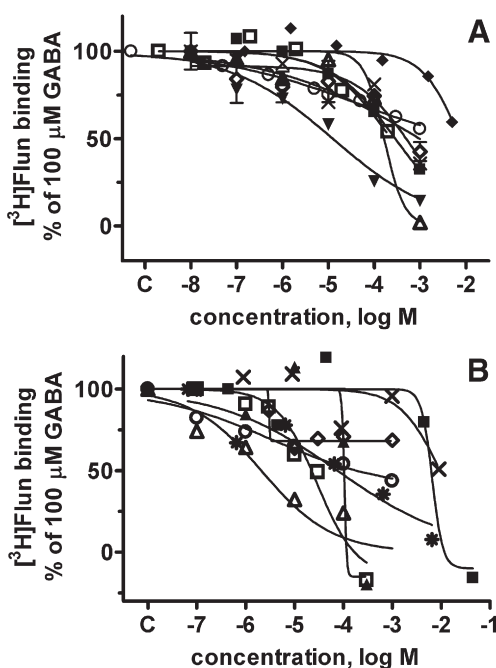 A
[³H]Flun binding
% of 100 μM GABA
100
50
0
C -8 -7 -6 -5 -4 -3 -2
concentration, log M
B
[³H]Flun binding
% of 100 μM GABA
100
50
0
C -7 -6 -5 -4 -3 -2 -1
concentration, log M